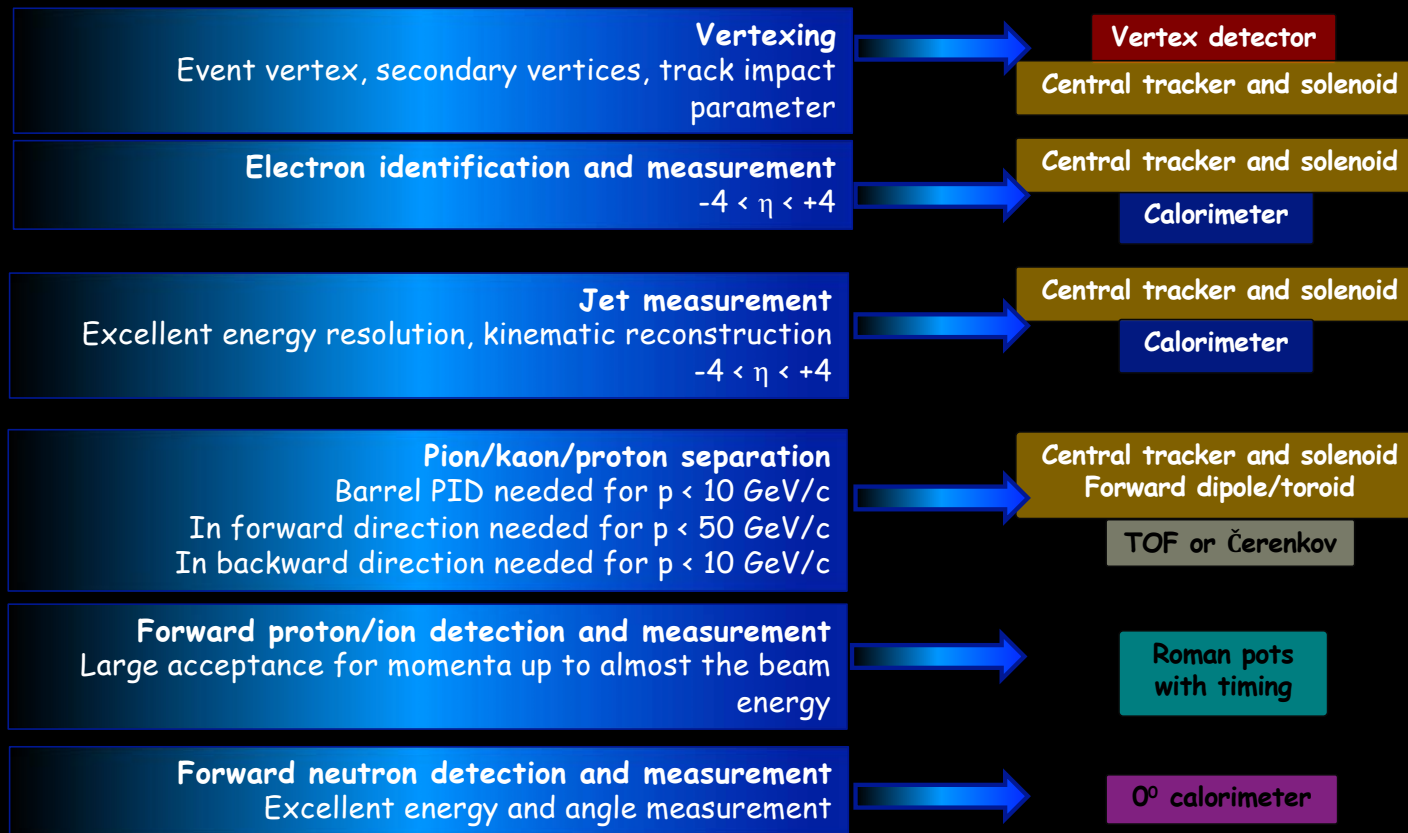 Vertexing
Event vertex, secondary vertices, track impact
parameter
Vertex detector
Central tracker and solenoid
Electron identification and measurement
-4 < η < +4
Central tracker and solenoid
Calorimeter
Jet measurement
Excellent energy resolution, kinematic reconstruction
-4 < η < +4
Central tracker and solenoid
Calorimeter
Pion/kaon/proton separation
Barrel PID needed for p < 10 GeV/c
In forward direction needed for p < 50 GeV/c
In backward direction needed for p < 10 GeV/c
Central tracker and solenoid
Forward dipole/toroid
TOF or Čerenkov
Forward proton/ion detection and measurement
Large acceptance for momenta up to almost the beam
energy
Roman pots
with timing
Forward neutron detection and measurement
Excellent energy and angle measurement
0⁰ calorimeter